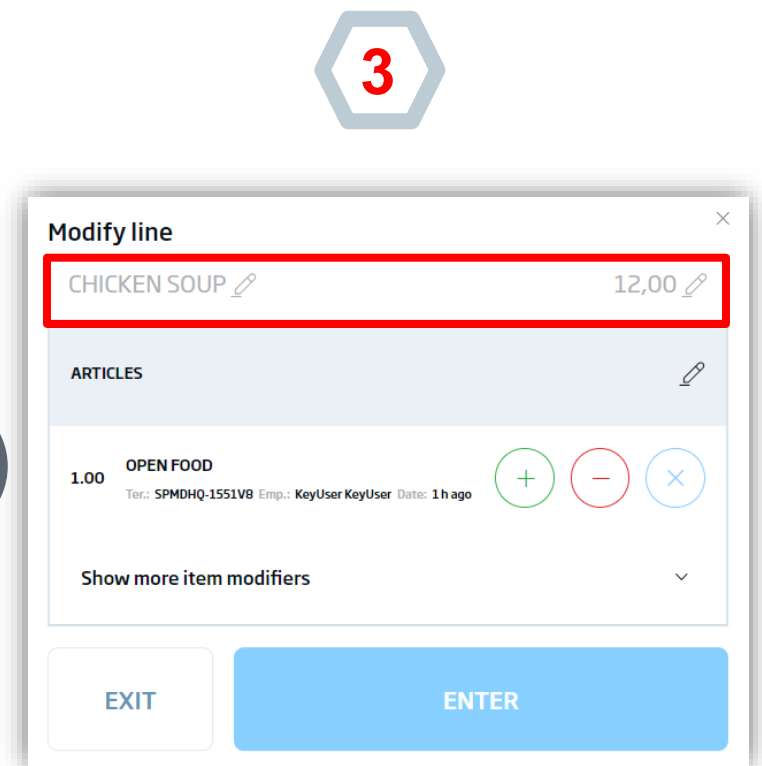 3
Modify line
CHICKEN SOUP 12,00
ARTICLES
1.00 OPEN FOOD
Ter.: SPMDHQ-1551V8 Emp.: KeyUser KeyUser Date: 1 h ago
Show more item modifiers
EXIT ENTER